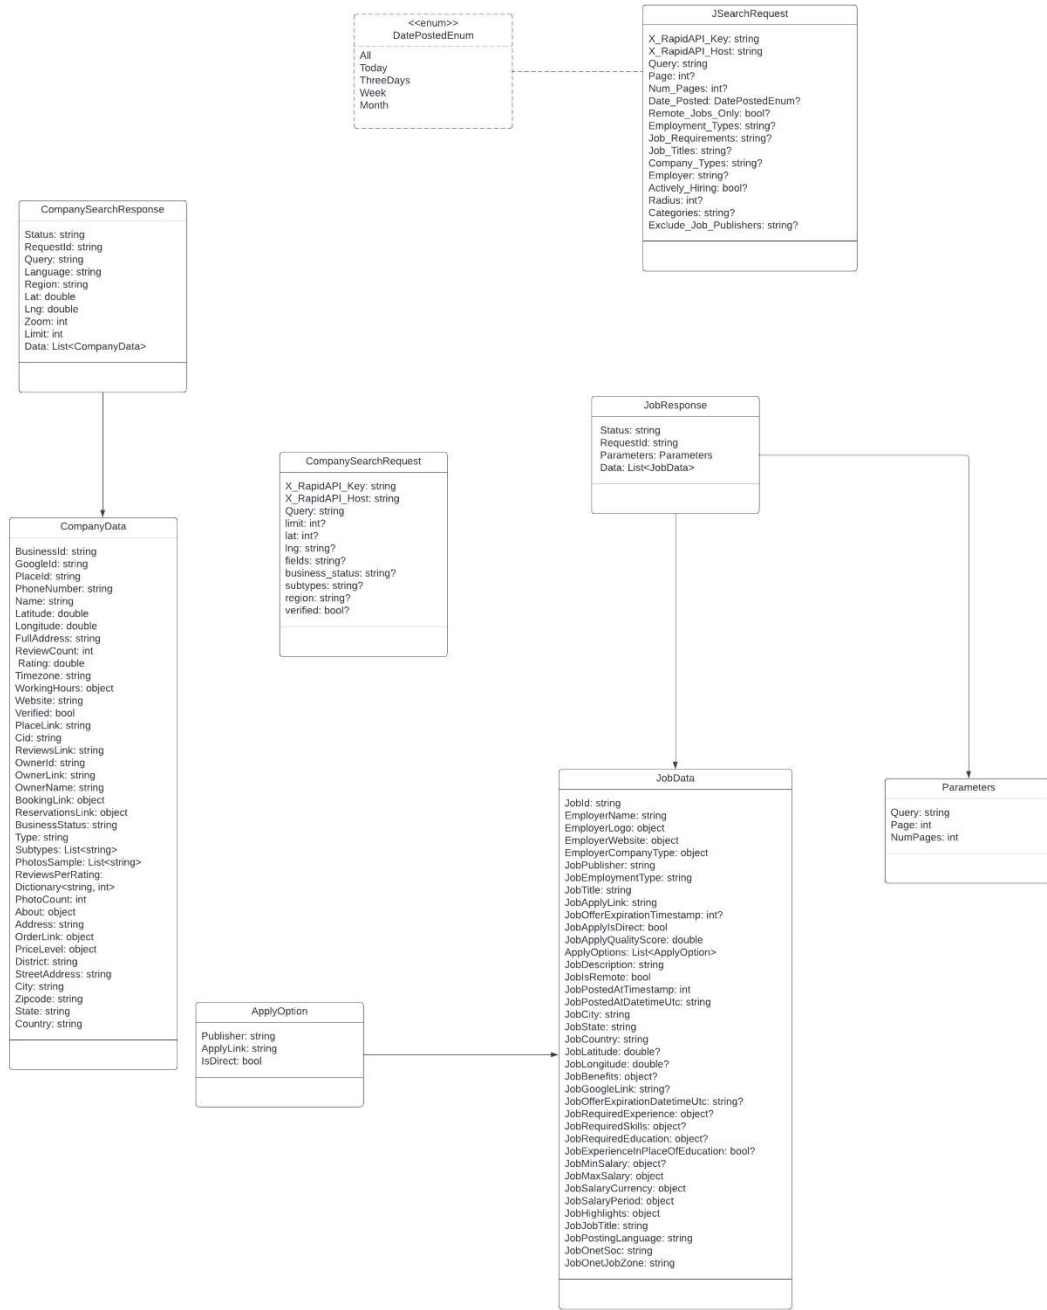 <<enum>>
DatePostedEnum
All
Today
ThreeDays
Week
Month
JSearchRequest
X_RapidAPI_Key: string
X_RapidAPI_Host: string
Query: string
Page: int?
Num_Pages: int?
Date_Posted: DatePostedEnum?
Remote_Jobs_Only: bool?
Employment_Types: string?
Job_Requirements: string?
Job_Titles: string?
Company_Types: string?
Employer: string?
Actively_Hiring: bool?
Radius: int?
Categories: string?
Exclude_Job_Publishers: string?
CompanySearchResponse
Status: string
RequestId: string
Query: string
Language: string
Region: string
Lat: double
Lng: double
Zoom: int
Limit: int
Data: List<CompanyData>
CompanySearchRequest
X_RapidAPI_Key: string
X_RapidAPI_Host: string
Query: string
limit: int?
lat: int?
lng: string?
fields: string?
business_status: string?
subtypes: string?
region: string?
verified: bool?
JobResponse
Status: string
RequestId: string
Parameters: Parameters
Data: List<JobData>
CompanyData
BusinessId: string
GoogleId: string
PlaceId: string
PhoneNumber: string
Name: string
Latitude: double
Longitude: double
FullAddress: string
ReviewCount: int
Rating: double
Timezone: string
WorkingHours: object
Website: string
Verified: bool
PlaceLink: string
Cid: string
ReviewsLink: string
OwnerId: string
OwnerLink: string
OwnerName: string
BookingLink: object
ReservationsLink: object
BusinessStatus: string
Type: string
Subtypes: List<string>
PhotosSample: List<string>
ReviewsPerRating:
Dictionary<string, int>
PhotoCount: int
About: object
Address: string
OrderLink: object
PriceLevel: object
District: string
StreetAddress: string
City: string
Zipcode: string
State: string
Country: string
ApplyOption
Publisher: string
ApplyLink: string
IsDirect: bool
JobData
JobId: string
EmployerName: string
EmployerLogo: object
EmployerWebsite: object
EmployerCompanyType: object
JobPublisher: string
JobEmploymentType: string
JobTitle: string
JobApplyLink: string
JobOfferExpirationTimestamp: int?
JobApplyIsDirect: bool
JobApplyQualityScore: double
ApplyOptions: List<ApplyOption>
JobDescription: string
JobIsRemote: bool
JobPostedAtTimestamp: int
JobPostedAtDatetimeUtc: string
JobCity: string
JobState: string
JobCountry: string
JobLatitude: double?
JobLongitude: double?
JobBenefits: object?
JobGoogleLink: string?
JobOfferExpirationDatetimeUtc: string?
JobRequiredExperience: object?
JobRequiredSkills: object?
JobRequiredEducation: object?
JobExperienceInPlaceOfEducation: bool?
JobMinSalary: object?
JobMaxSalary: object
JobSalaryCurrency: object
JobSalaryPeriod: object
JobHighlights: object
JobJobTitle: string
JobPostingLanguage: string
JobOnetSoc: string
JobOnetJobZone: string
Parameters
Query: string
Page: int
NumPages: int